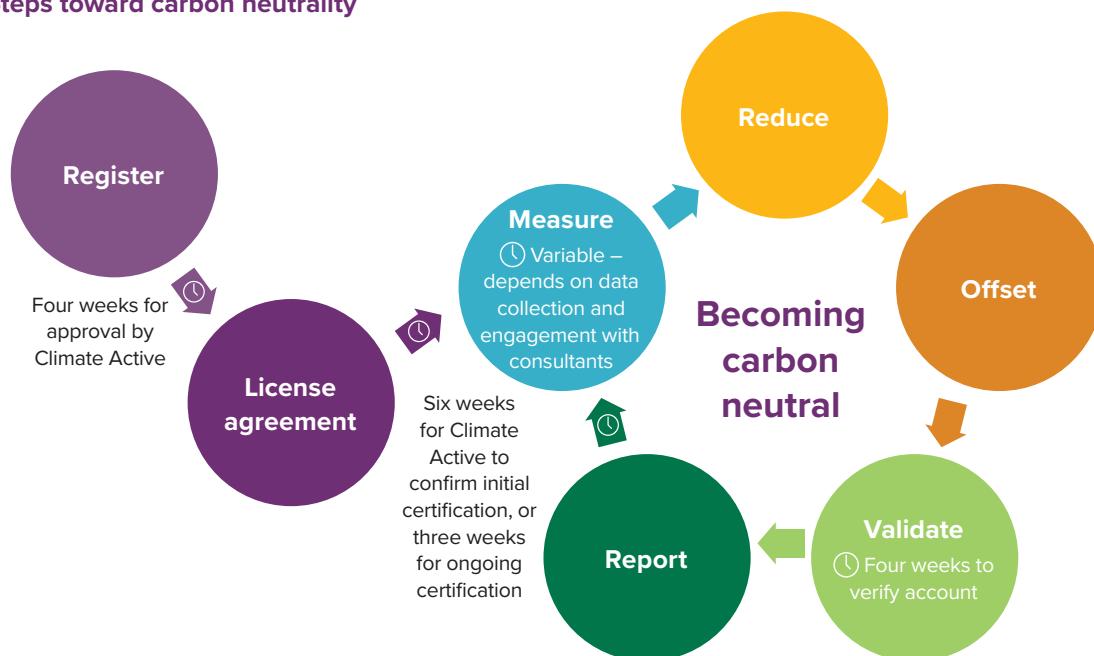 teps toward carbon neutrality
Register
Four weeks for
approval by
Climate Active
License
agreement
Measure
Variable –
depends on data
collection and
engagement with
consultants
Reduce
Offset
Becoming
carbon
neutral
Six weeks
for Climate
Active to
confirm initial
certification, or
three weeks
for ongoing
certification
Validate
Four weeks to
verify account
Report